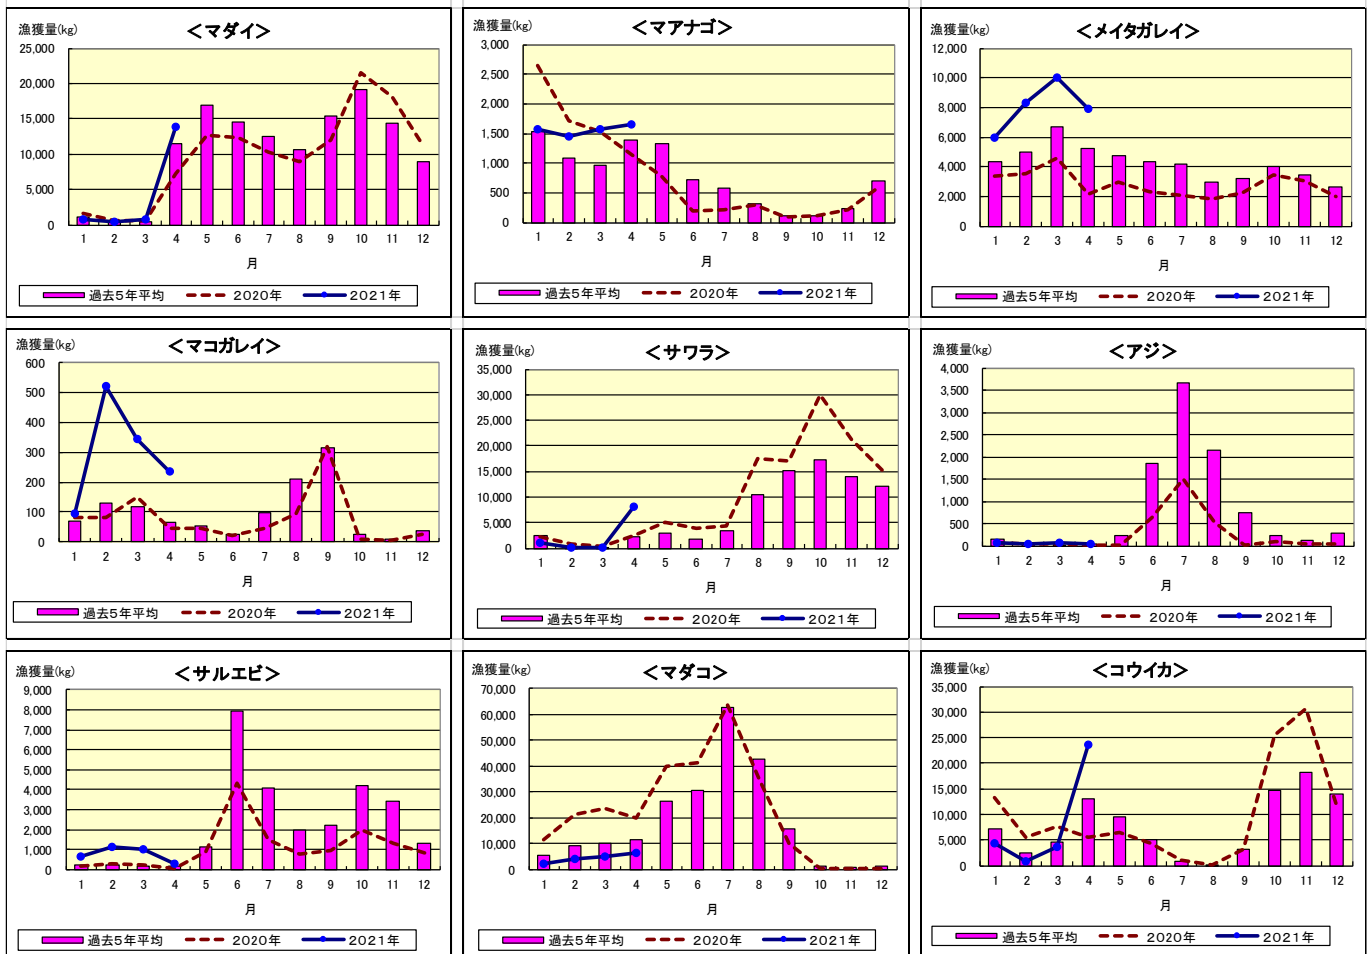 漁獲量(kg)
＜マダイ＞
25,000
20,000
15,000
10,000
5,000
0
1 2 3 4 5 6 7 8 9 10 11 12
月
過去5年平均 2020年 2021年
漁獲量(kg)
＜マアナゴ＞
3,000
2,500
2,000
1,500
1,000
500
0
1 2 3 4 5 6 7 8 9 10 11 12
月
過去5年平均 2020年 2021年
漁獲量(kg)
＜メイタガレイ＞
12,000
10,000
8,000
6,000
4,000
2,000
0
1 2 3 4 5 6 7 8 9 10 11 12
月
過去5年平均 2020年 2021年
漁獲量(kg)
＜マコガレイ＞
600
500
400
300
200
100
0
1 2 3 4 5 6 7 8 9 10 11 12
月
過去5年平均 2020年 2021年
漁獲量(kg)
＜サワラ＞
35,000
30,000
25,000
20,000
15,000
10,000
5,000
0
1 2 3 4 5 6 7 8 9 10 11 12
月
過去5年平均 2020年 2021年
漁獲量(kg)
＜アジ＞
4,000
3,500
3,000
2,500
2,000
1,500
1,000
500
0
1 2 3 4 5 6 7 8 9 10 11 12
月
過去5年平均 2020年 2021年
漁獲量(kg)
＜サルエビ＞
9,000
8,000
7,000
6,000
5,000
4,000
3,000
2,000
1,000
0
1 2 3 4 5 6 7 8 9 10 11 12
月
過去5年平均 2020年 2021年
漁獲量(kg)
＜マダコ＞
70,000
60,000
50,000
40,000
30,000
20,000
10,000
0
1 2 3 4 5 6 7 8 9 10 11 12
月
過去5年平均 2020年 2021年
漁獲量(kg)
＜コウイカ＞
35,000
30,000
25,000
20,000
15,000
10,000
5,000
0
1 2 3 4 5 6 7 8 9 10 11 12
月
過去5年平均 2020年 2021年